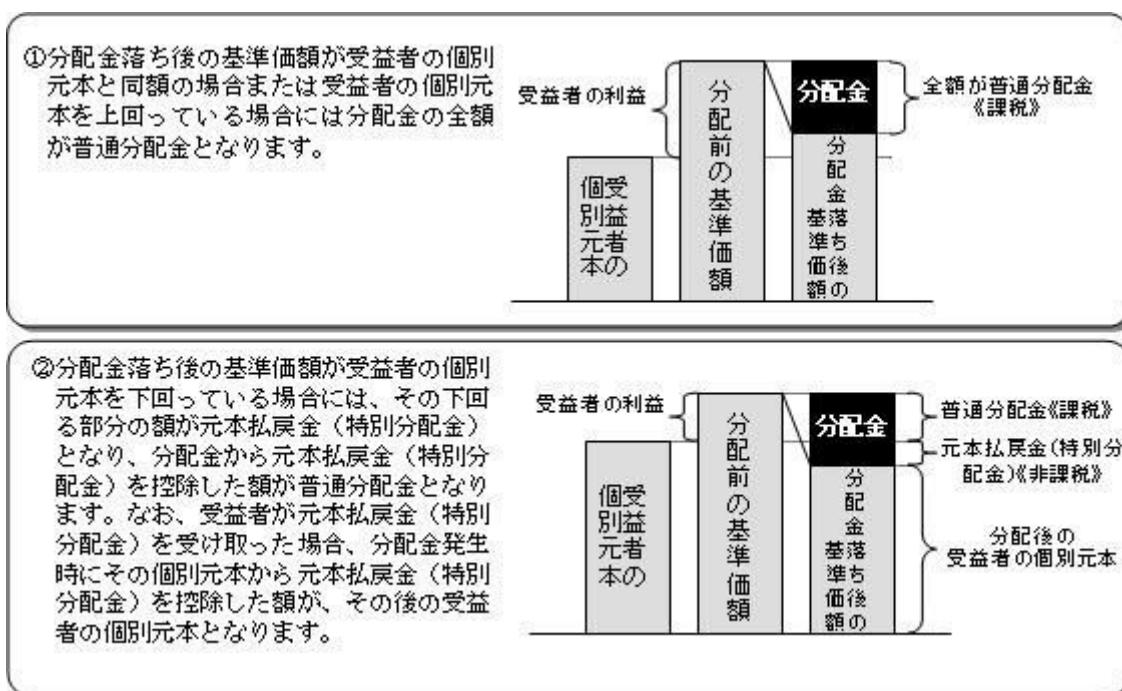 ①分配金落ち後の基準価額が受益者の個別
元本と同額の場合または受益者の個別元
本を上回っている場合には分配金の全額
が普通分配金となります。
受益者の利益
受益者の
個別元本
分配前の基準価額
分配金
分配金落ち後の
基準価額
全額が普通分配金
《課税》
②分配金落ち後の基準価額が受益者の個別
元本を下回っている場合には、その下回
る部分の額が元本払戻金（特別分配金）
となり、分配金から元本払戻金（特別分
配金）を控除した額が普通分配金となり
ます。なお、受益者が元本払戻金（特別
分配金）を受け取った場合、分配金発生
時にその個別元本から元本払戻金（特別
分配金）を控除した額が、その後の受益
者の個別元本となります。
受益者の利益
受益者の
個別元本
分配前の基準価額
分配金
分配金落ち後の
基準価額
普通分配金《課税》
元本払戻金(特別分
配金)《非課税》
分配後の
受益者の個別元本